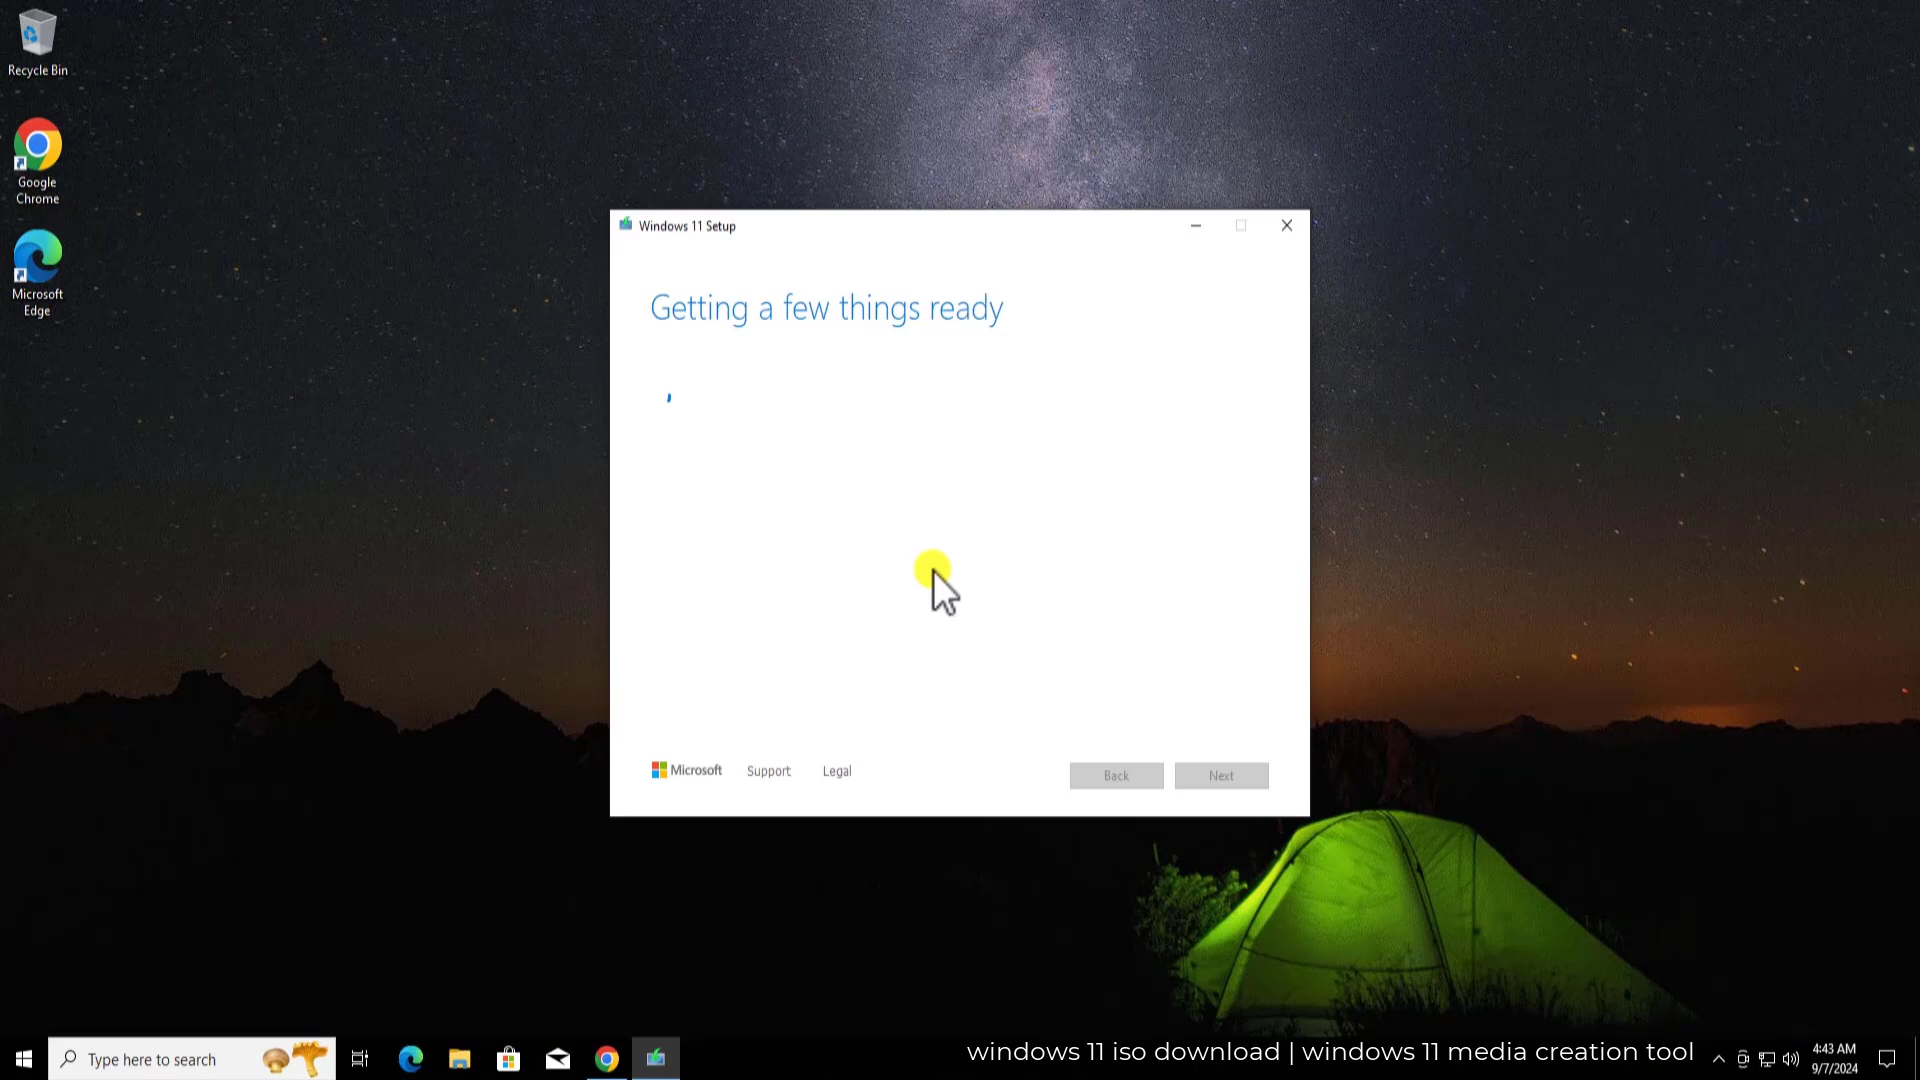 Recycle Bin
Google
Chrome
Microsoft
Edge
Windows 11 Setup
Getting a few things ready
Microsoft
Support
Legal
Back
Next
Type here to search
windows 11 iso download | windows 11 media creation tool
4:43 AM
9/7/2024